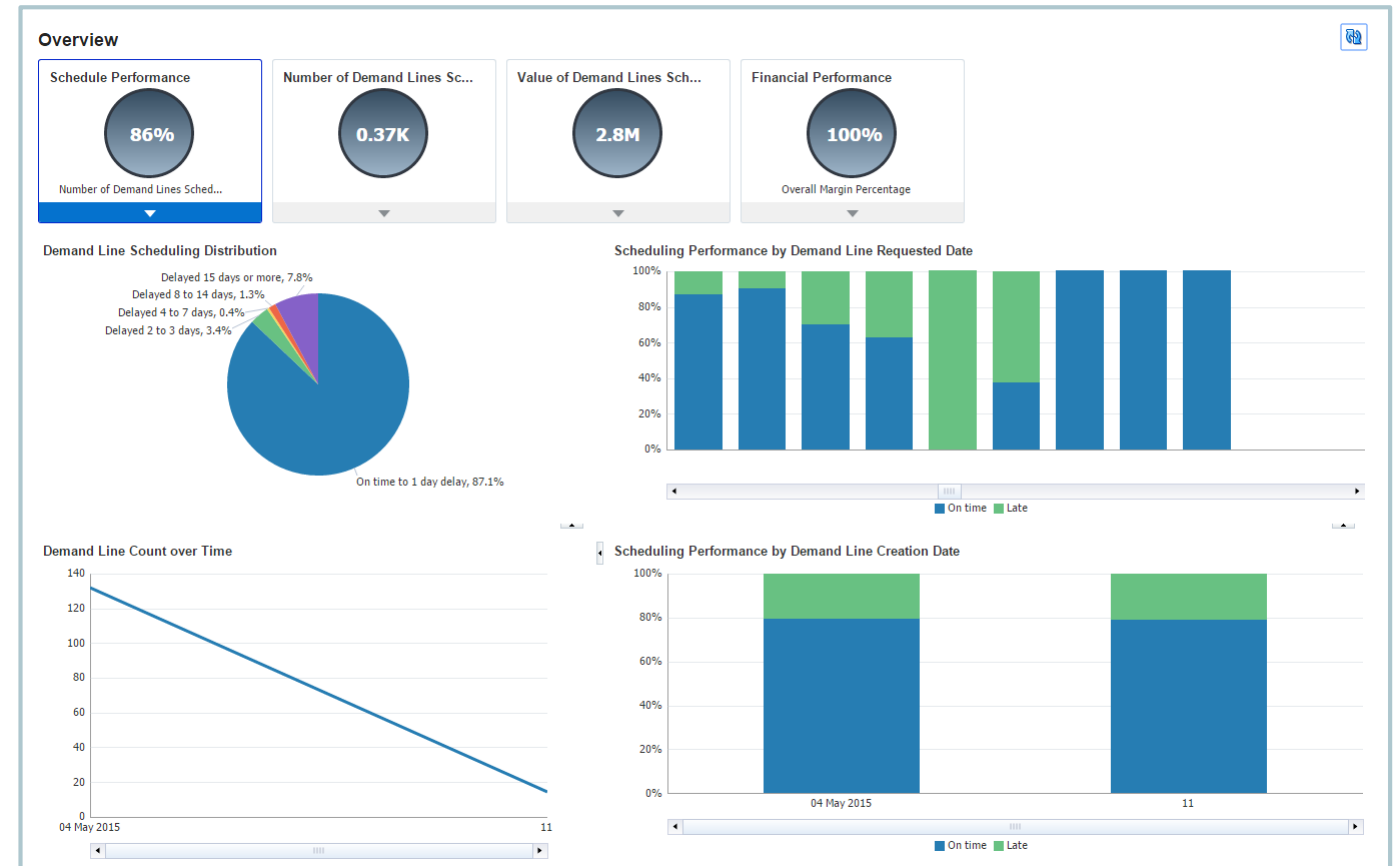 Overview
Schedule Performance
86%
Number of Demand Lines Sched...
Number of Demand Lines Sc...
0.37K
Value of Demand Lines Sch...
2.8M
Financial Performance
100%
Overall Margin Percentage
Demand Line Scheduling Distribution
Delayed 15 days or more, 7.8%
Delayed 8 to 14 days, 1.3%
Delayed 4 to 7 days, 0.4%
Delayed 2 to 3 days, 3.4%
On time to 1 day delay, 87.1%
Scheduling Performance by Demand Line Requested Date
100%
80%
60%
40%
20%
0%
On time
Late
Demand Line Count over Time
140
120
100
80
60
40
20
0
04 May 2015
11
Scheduling Performance by Demand Line Creation Date
100%
80%
60%
40%
20%
0%
04 May 2015
11
On time
Late